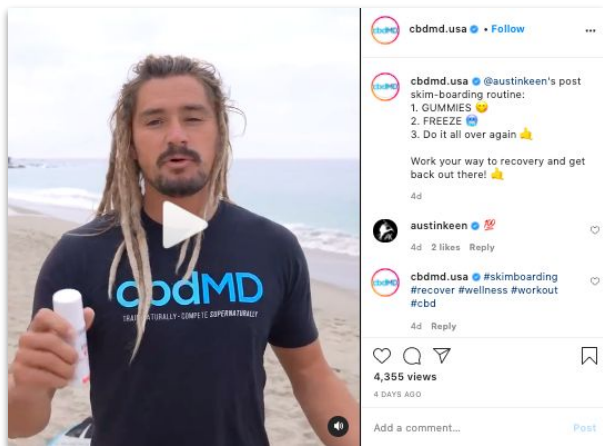 cbdmd.usa • Follow
...
cbdmd.usa @austinkeen's post
skim-boarding routine:
1. GUMMIES 😋
2. FREEZE 🥶
3. Do it all over again 🤙
Work your way to recovery and get
back out there! 🤙
4d
austinkeen 💯
4d 2 likes Reply
cbdmd.usa #skimboarding
#recover #wellness #workout
#cbd
4d Reply
4,355 views
4 DAYS AGO
Add a comment... Post
cbdMD
TRAIN NATURALLY • COMPETE SUPERNATURALLY